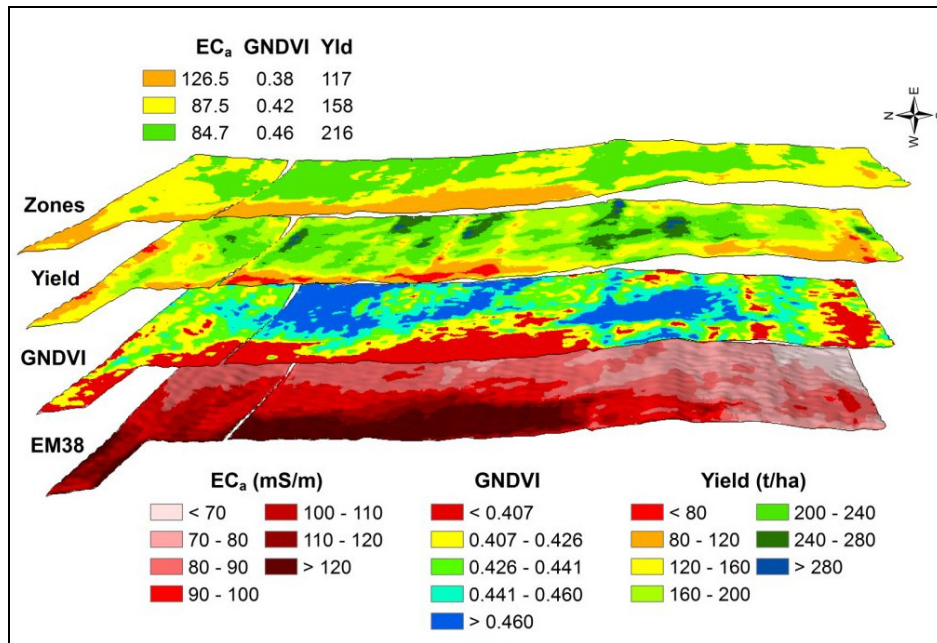 ECa GNDVI Yld
126.5 0.38 117
87.5 0.42 158
84.7 0.46 216
N E S W
Zones
Yield
GNDVI
EM38
ECa (mS/m)
< 70
70 - 80
80 - 90
90 - 100
100 - 110
110 - 120
> 120
GNDVI
< 0.407
0.407 - 0.426
0.426 - 0.441
0.441 - 0.460
> 0.460
Yield (t/ha)
< 80
80 - 120
120 - 160
160 - 200
200 - 240
240 - 280
> 280